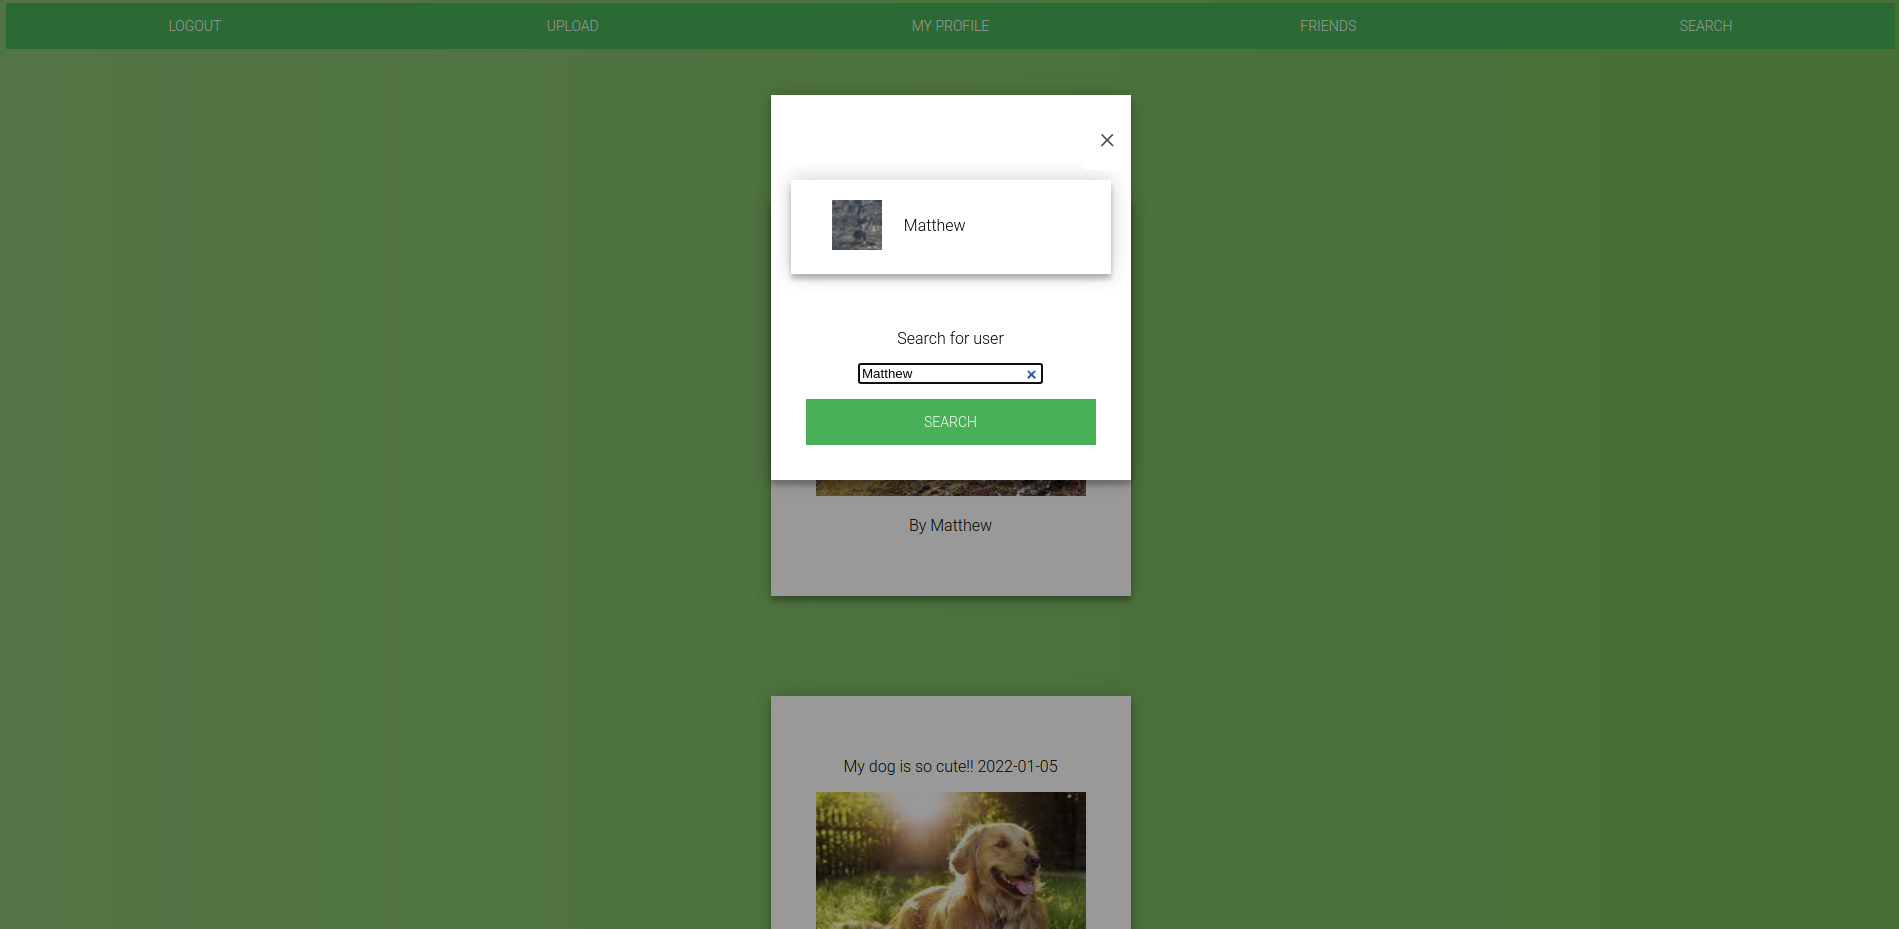 LOGOUT UPLOAD MY PROFILE FRIENDS SEARCH
Matthew
Search for user
Matthew
SEARCH
By Matthew
My dog is so cute!! 2022-01-05